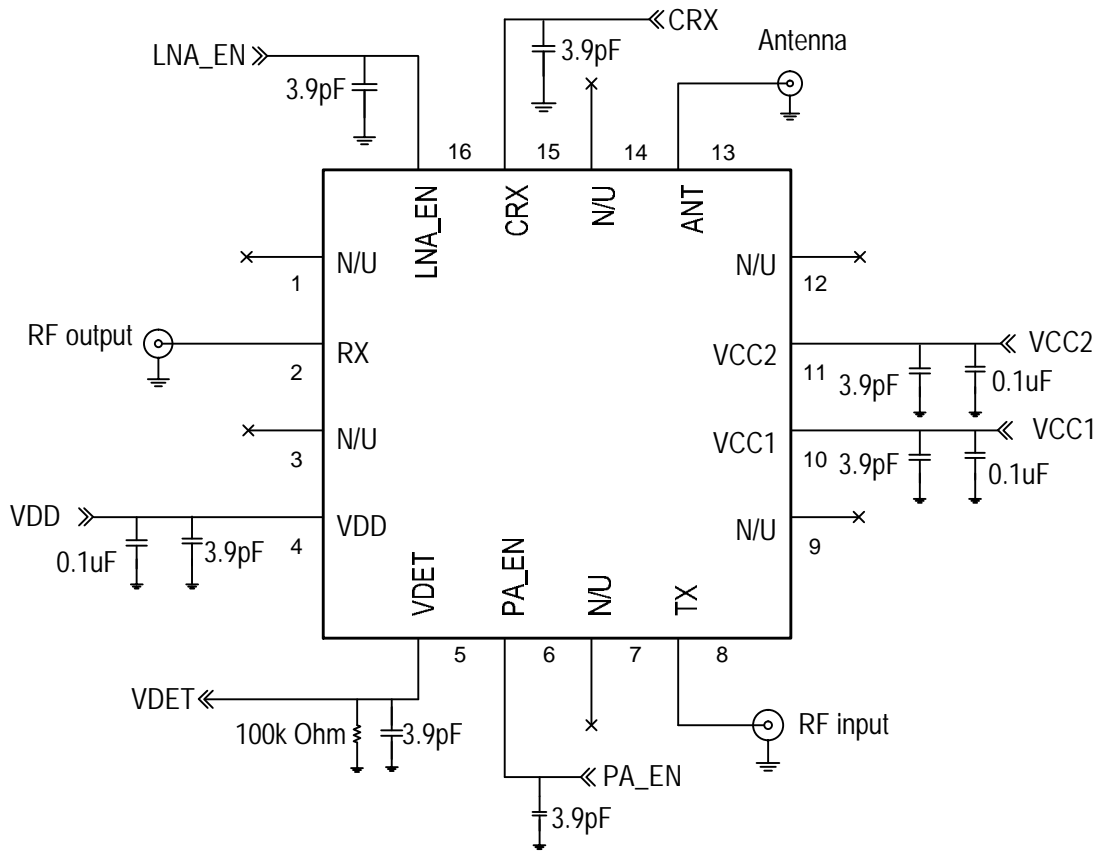 CRX
LNA_EN
3.9pF
3.9pF
Antenna
16
15
14
13
LNA_EN
CRX
N/U
ANT
N/U
1
N/U
12
RF output
RX
2
VCC2
11
VCC2
3.9pF
0.1uF
N/U
3
VCC1
10
VCC1
3.9pF
0.1uF
VDD
VDD
4
0.1uF
3.9pF
N/U
9
VDET
PA_EN
N/U
TX
5
6
7
8
VDET
100k Ohm
3.9pF
RF input
PA_EN
3.9pF